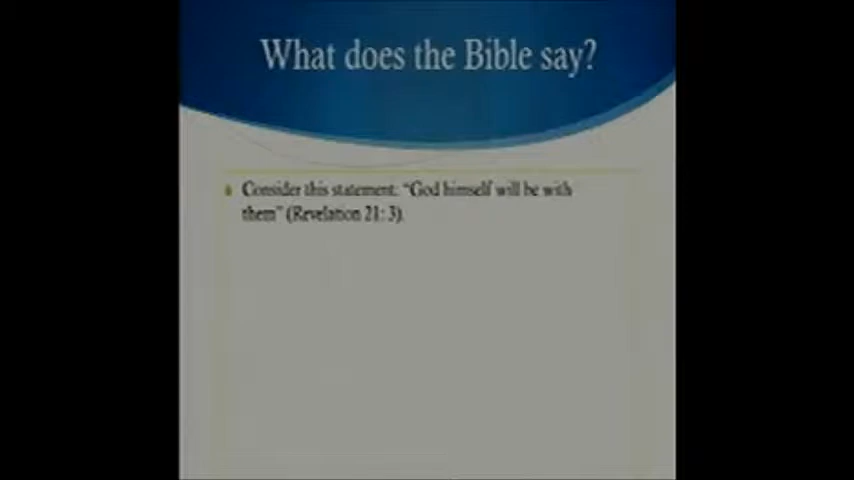 What does the Bible say?
Consider this statement. "God himself will be with
them" (Revelation 21: 3).